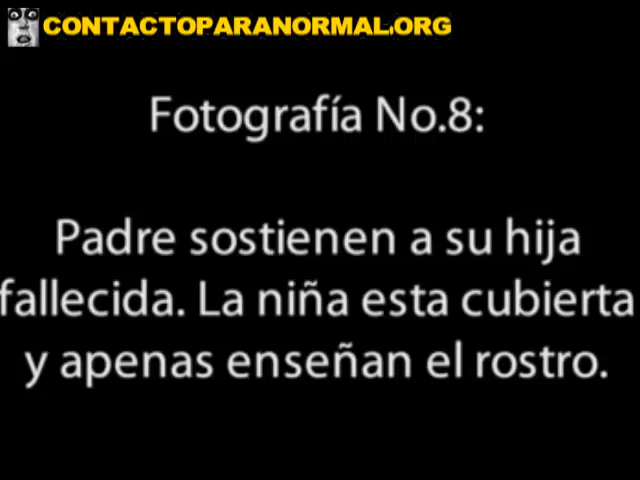 CONTACTOPARANORMAL.ORG
Fotografía No.8:
Padre sostienen a su hija
fallecida. La niña esta cubierta
y apenas enseñan el rostro.